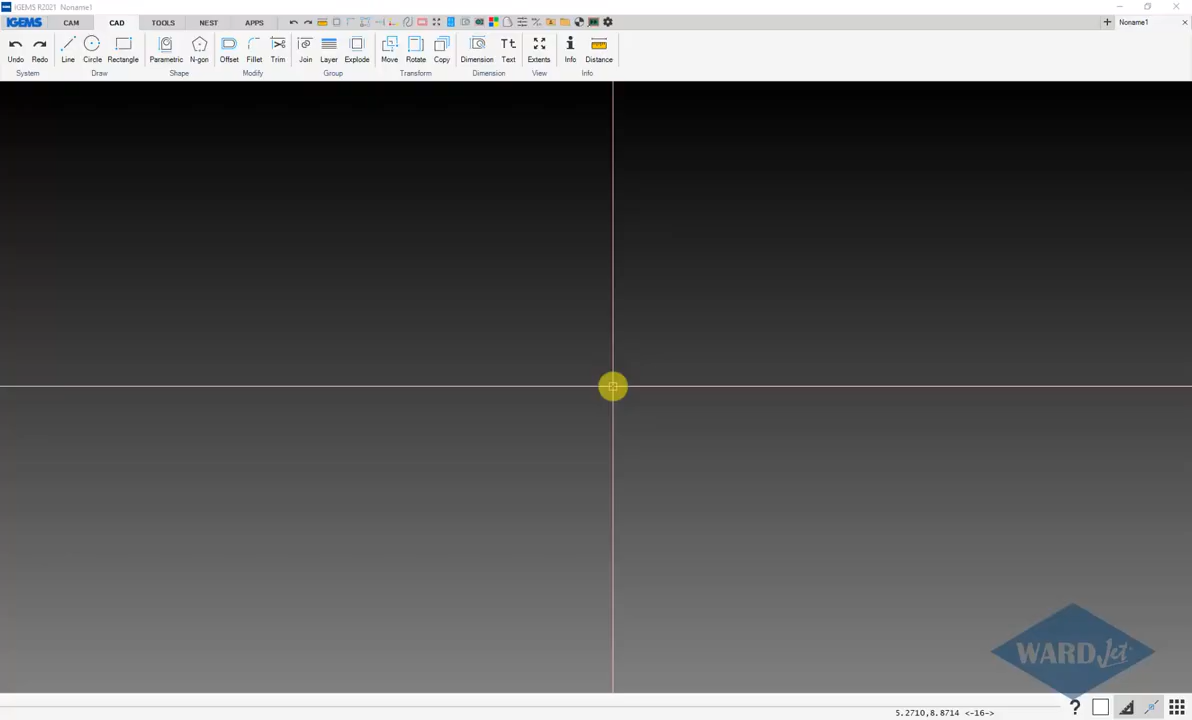 iGEMS R2021 Noname1
iGEMS CAM CAD TOOLS NEST APPS + Noname1
Undo Redo Line Circle Rectangle Parametric N-gon Offset Fillet Trim Join Layer Explode Move Rotate Copy Dimension Text Extents Info Distance
System Draw Shape Modify Group Transform Dimension View Info
WARDJet
5.2710,8.8714 <-16-> ?